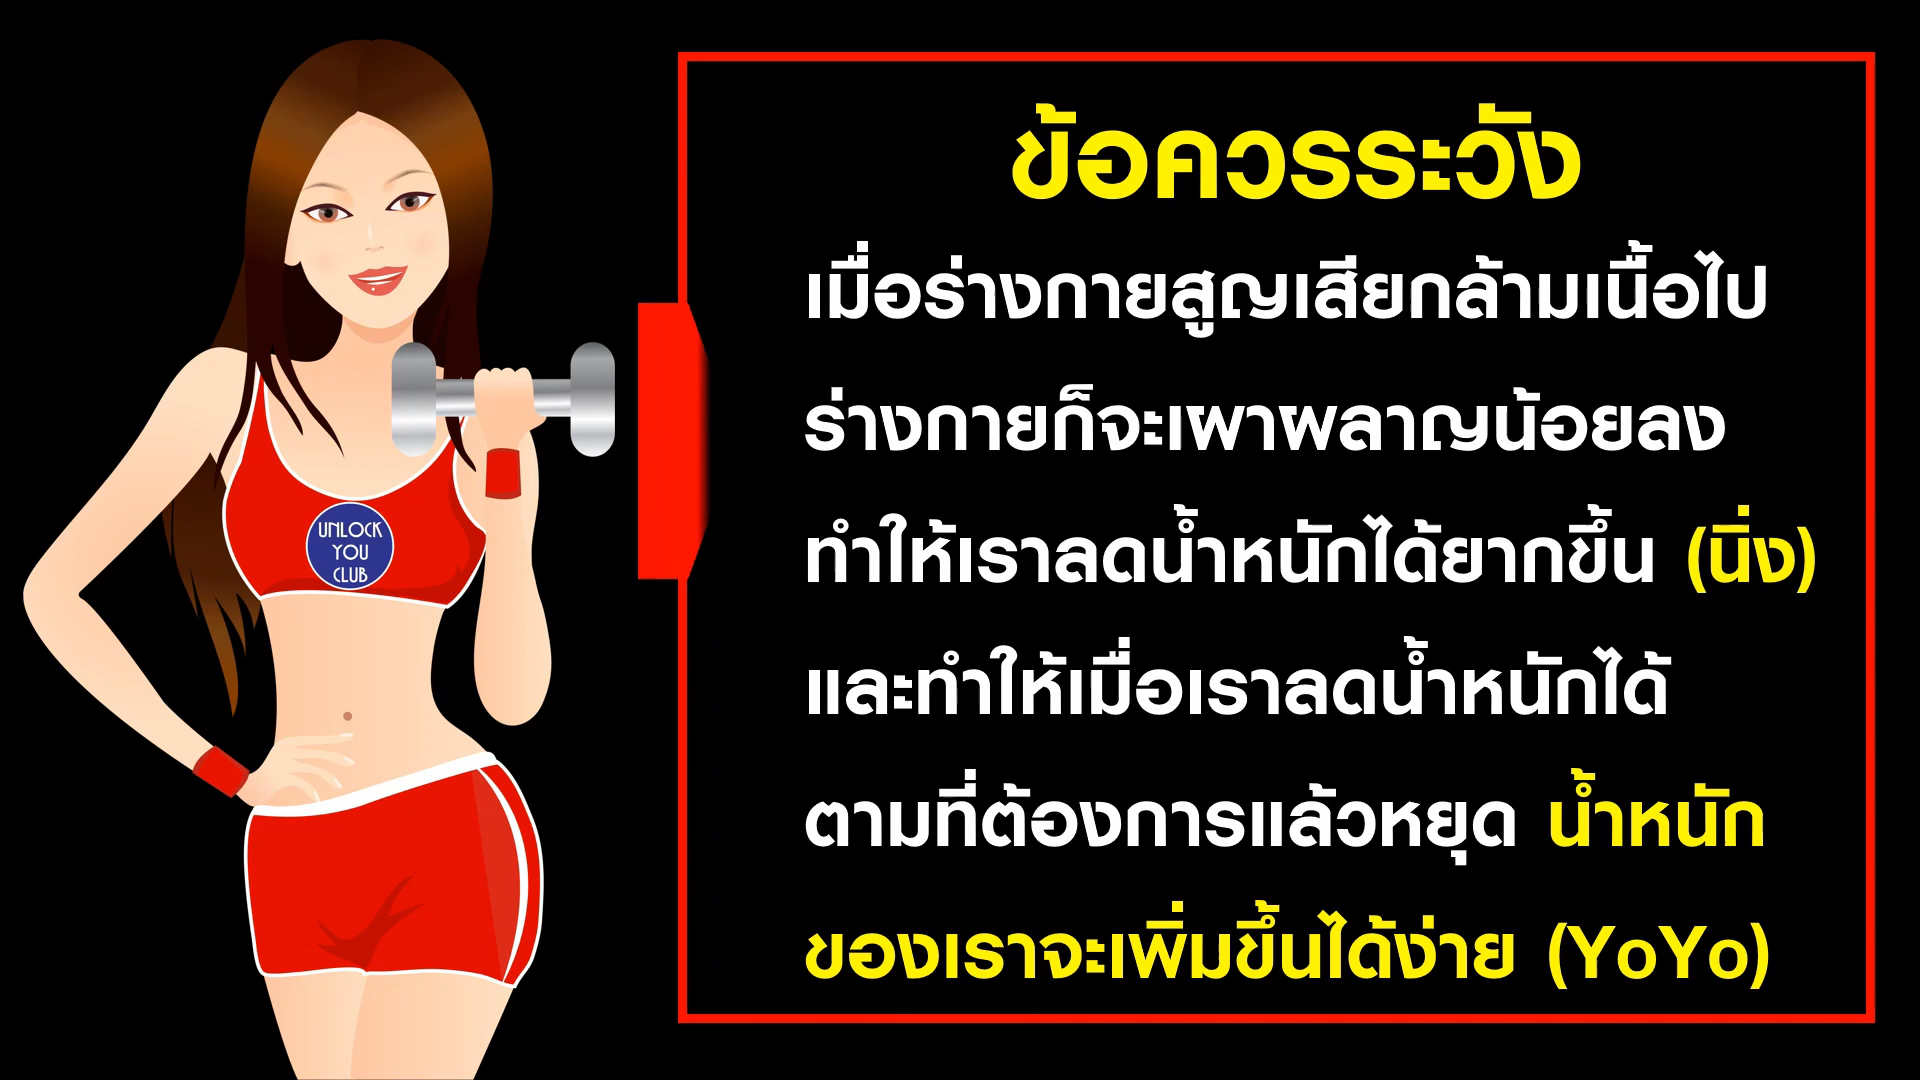 UNLOCK
YOU
CLUB
ข้อควรระวัง
เมื่อร่างกายสูญเสียกล้ามเนื้อไป
ร่างกายก็จะเผาผลาญน้อยลง
ทำให้เราลดน้ำหนักได้ยากขึ้น (นิ่ง)
และทำให้เมื่อเราลดน้ำหนักได้
ตามที่ต้องการแล้วหยุด น้ำหนัก
ของเราจะเพิ่มขึ้นได้ง่าย (YoYo)